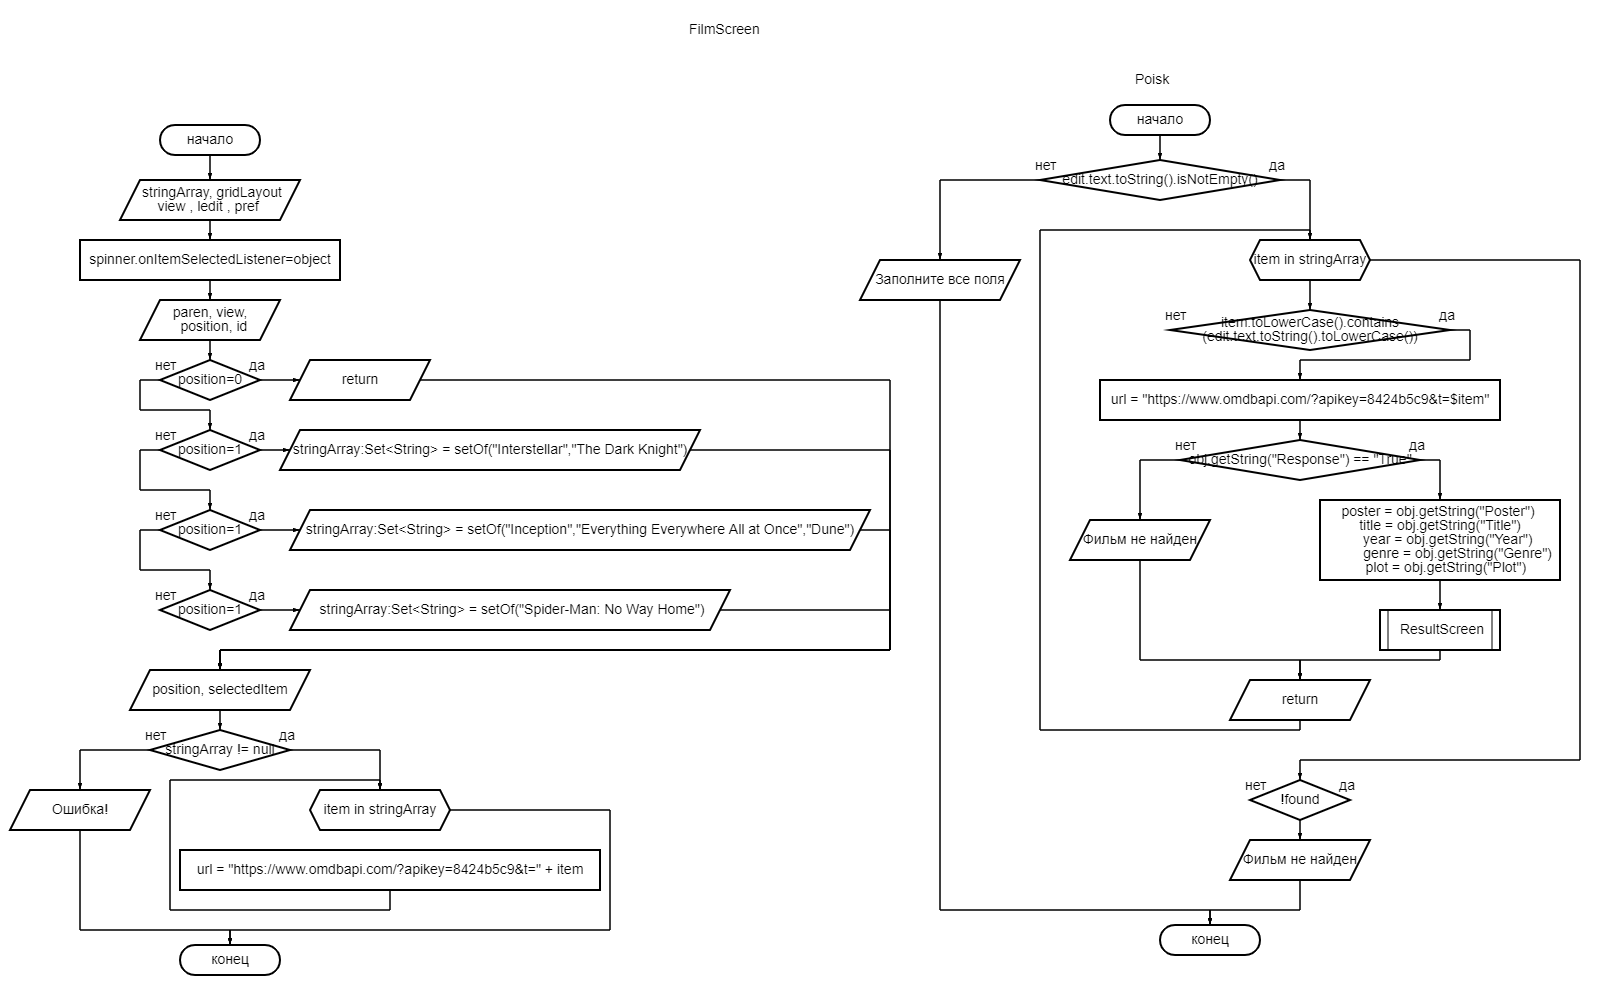 FilmScreen
начало
stringArray, gridLayout
view , ledit , pref
spinner.onItemSelectedListener=object
paren, view,
position, id
нет
да
position=0
return
нет
да
position=1
stringArray:Set<String> = setOf("Interstellar","The Dark Knight")
нет
да
position=1
stringArray:Set<String> = setOf("Inception","Everything Everywhere All at Once","Dune")
нет
да
position=1
stringArray:Set<String> = setOf("Spider-Man: No Way Home")
position, selectedItem
нет
да
stringArray != null
Ошибка!
item in stringArray
url = "https://www.omdbapi.com/?apikey=8424b5c9&t=" + item
конец
Poisk
начало
нет
да
edit.text.toString().isNotEmpty()
Заполните все поля
item in stringArray
нет
да
item.toLowerCase().contains
(edit.text.toString().toLowerCase())
url = "https://www.omdbapi.com/?apikey=8424b5c9&t=$item"
нет
да
obj.getString("Response") == "True"
Фильм не найден
poster = obj.getString("Poster")
title = obj.getString("Title")
year = obj.getString("Year")
genre = obj.getString("Genre")
plot = obj.getString("Plot")
ResultScreen
return
нет
да
!found
Фильм не найден
конец